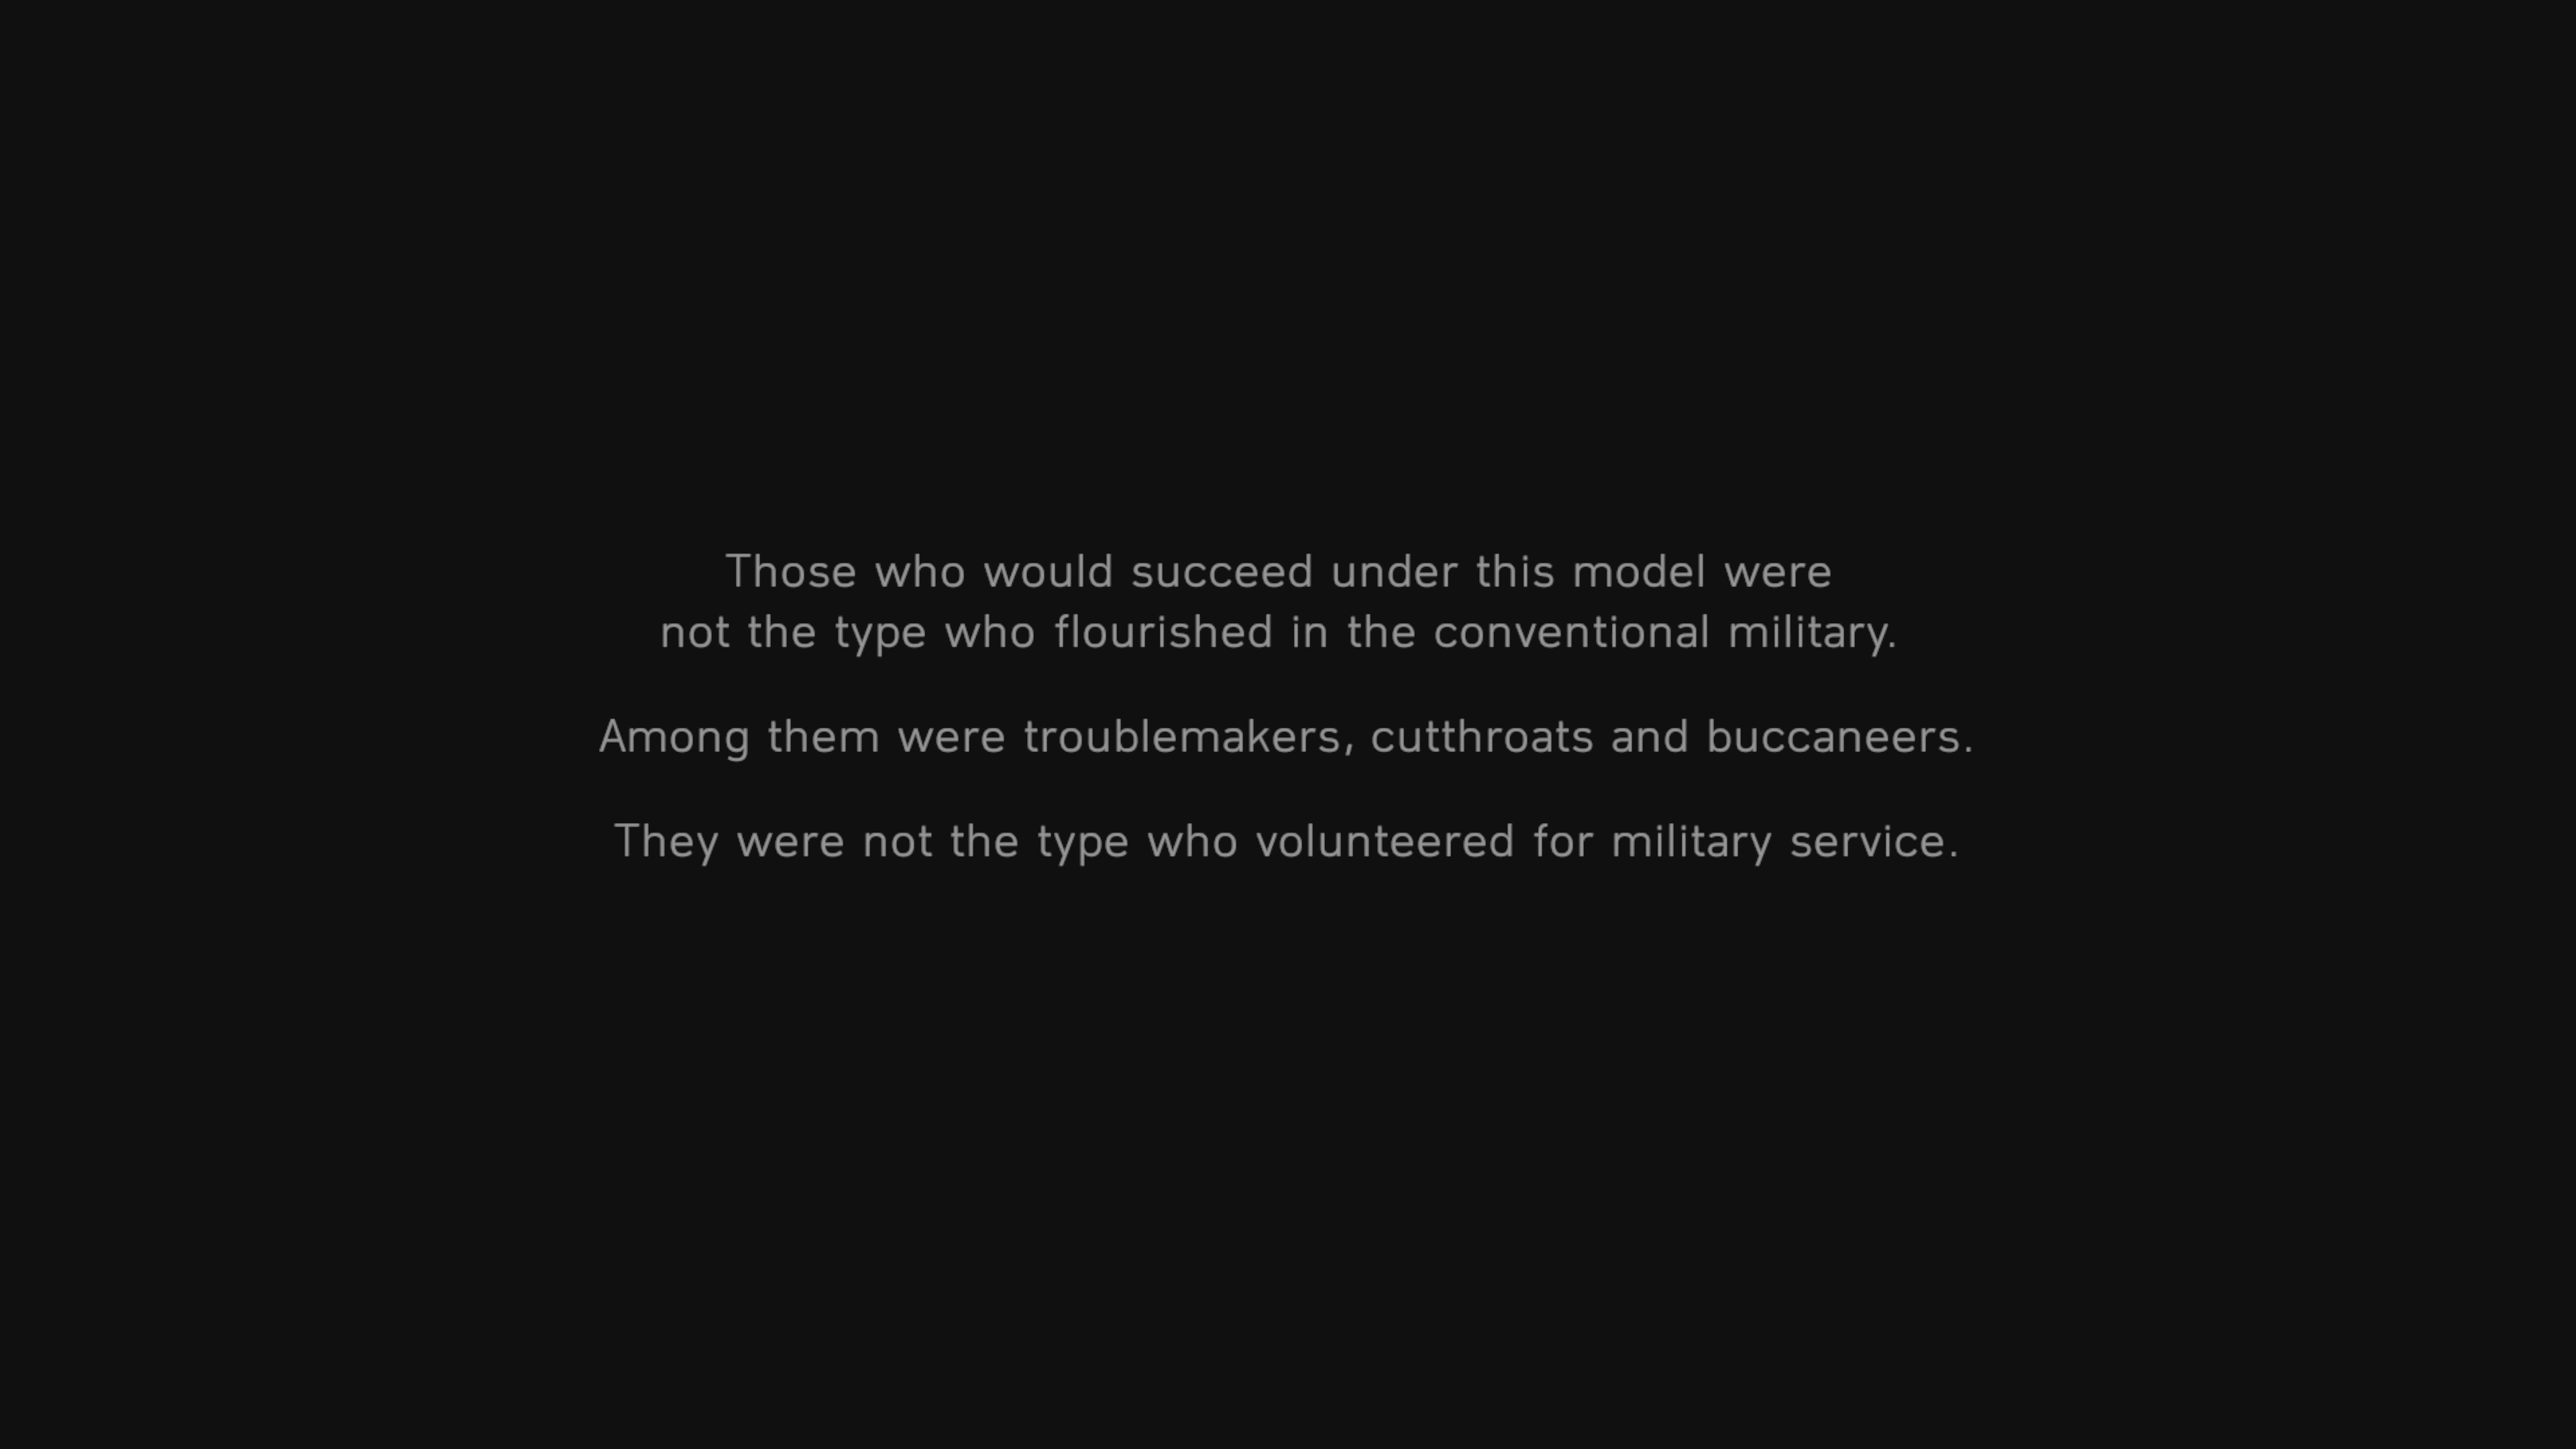 Those who would succeed under this model were
not the type who flourished in the conventional military.
Among them were troublemakers, cutthroats and buccaneers.
They were not the type who volunteered for military service.